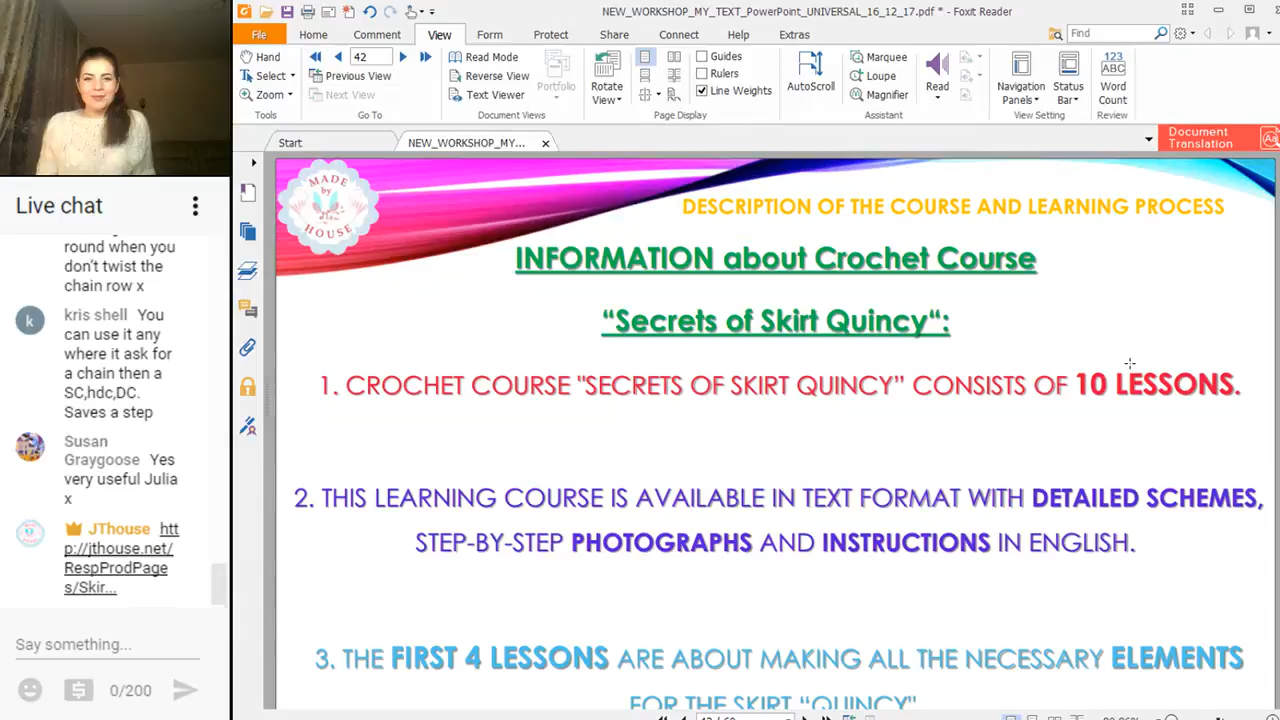 NEW_WORKSHOP_MY_TEXT_PowerPoint_UNIVERSAL_16_12_17.pdf * - Foxit Reader
File Home Comment View Form Protect Share Connect Help Extras
Find
Hand
Select
Zoom
Tools
42
Previous View
Next View
Go To
Read Mode
Reverse View
Text Viewer
Portfolio
Document Views
Rotate
View
Guides
Rulers
Line Weights
Page Display
AutoScroll
Marquee
Loupe
Magnifier
Assistant
Read
Navigation
Panels
Status
Bar
View Setting
123
ABC
Word
Count
Review
Start
NEW_WORKSHOP_MY...
Document
Translation
Live chat
round when you
don't twist the
chain row x
k
kris shell You
can use it any
where it ask for
a chain then a
SC,hdc,DC.
Saves a step
Susan
Graygoose Yes
very useful Julia
x
JThouse htt
p://jthouse.net/
RespProdPage
s/Skir...
Say something...
0/200
MADE
by
HOUSE
DESCRIPTION OF THE COURSE AND LEARNING PROCESS
INFORMATION about Crochet Course
“Secrets of Skirt Quincy“:
1. CROCHET COURSE "SECRETS OF SKIRT QUINCY” CONSISTS OF 10 LESSONS.
2. THIS LEARNING COURSE IS AVAILABLE IN TEXT FORMAT WITH DETAILED SCHEMES,
STEP-BY-STEP PHOTOGRAPHS AND INSTRUCTIONS IN ENGLISH.
3. THE FIRST 4 LESSONS ARE ABOUT MAKING ALL THE NECESSARY ELEMENTS
FOR THE SKIRT “QUINCY"